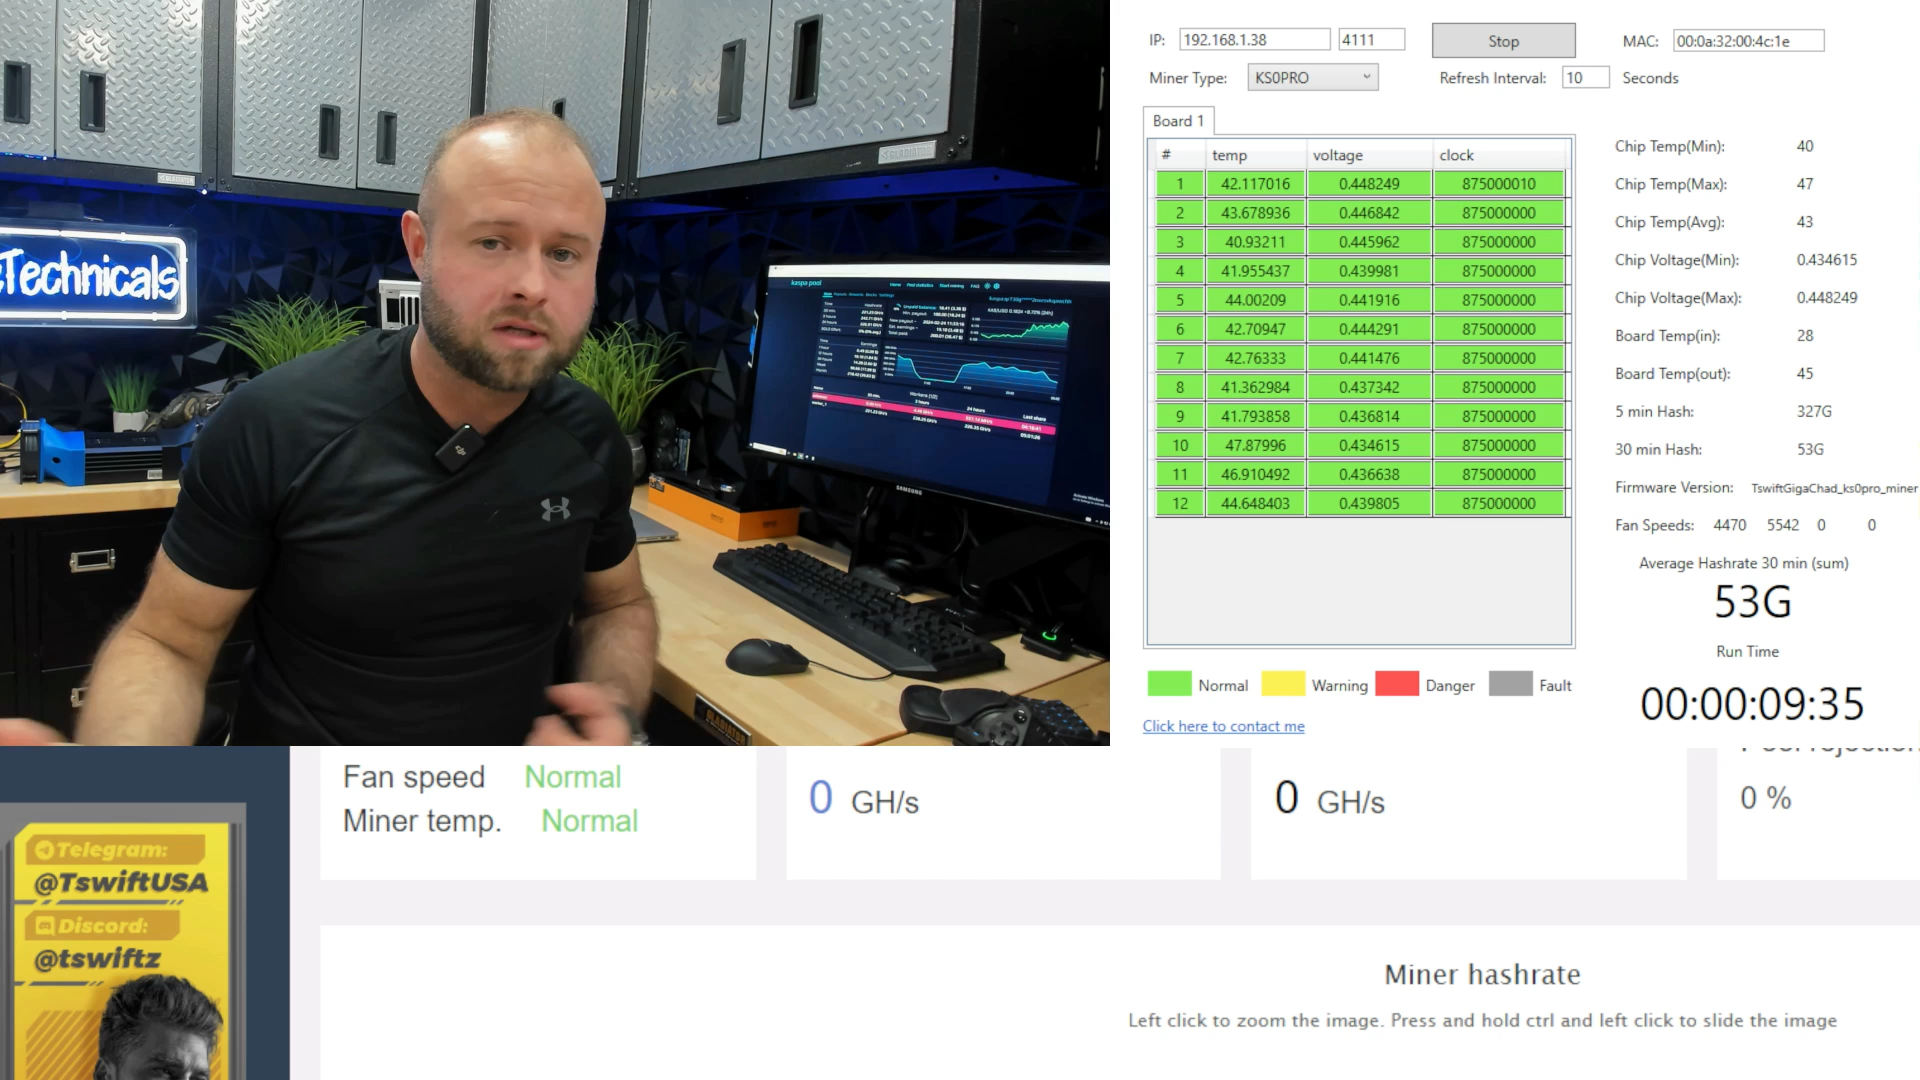 Technicals
GLADIATOR
kaspa pool
SAMSUNG
IP: 192.168.1.38 4111 Stop MAC: 00:0a:32:00:4c:1e
Miner Type: KS0PRO Refresh Interval: 10 Seconds
Board 1
# temp voltage clock
1 42.117016 0.448249 875000010
2 43.678936 0.446842 875000000
3 40.93211 0.445962 875000000
4 41.955437 0.439981 875000000
5 44.00209 0.441916 875000000
6 42.70947 0.444291 875000000
7 42.76333 0.441476 875000000
8 41.362984 0.437342 875000000
9 41.793858 0.436814 875000000
10 47.87996 0.434615 875000000
11 46.910492 0.436638 875000000
12 44.648403 0.439805 875000000
Normal Warning Danger Fault
Click here to contact me
Chip Temp(Min): 40
Chip Temp(Max): 47
Chip Temp(Avg): 43
Chip Voltage(Min): 0.434615
Chip Voltage(Max): 0.448249
Board Temp(in): 28
Board Temp(out): 45
5 min Hash: 327G
30 min Hash: 53G
Firmware Version: TswiftGigaChad_ks0pro_miner
Fan Speeds: 4470 5542 0 0
Average Hashrate 30 min (sum)
53G
Run Time
00:00:09:35
Fan speed Normal
Miner temp. Normal
0 GH/s
0 GH/s
0 %
Telegram:
@TswiftUSA
Discord:
@tswiftz
Miner hashrate
Left click to zoom the image. Press and hold ctrl and left click to slide the image